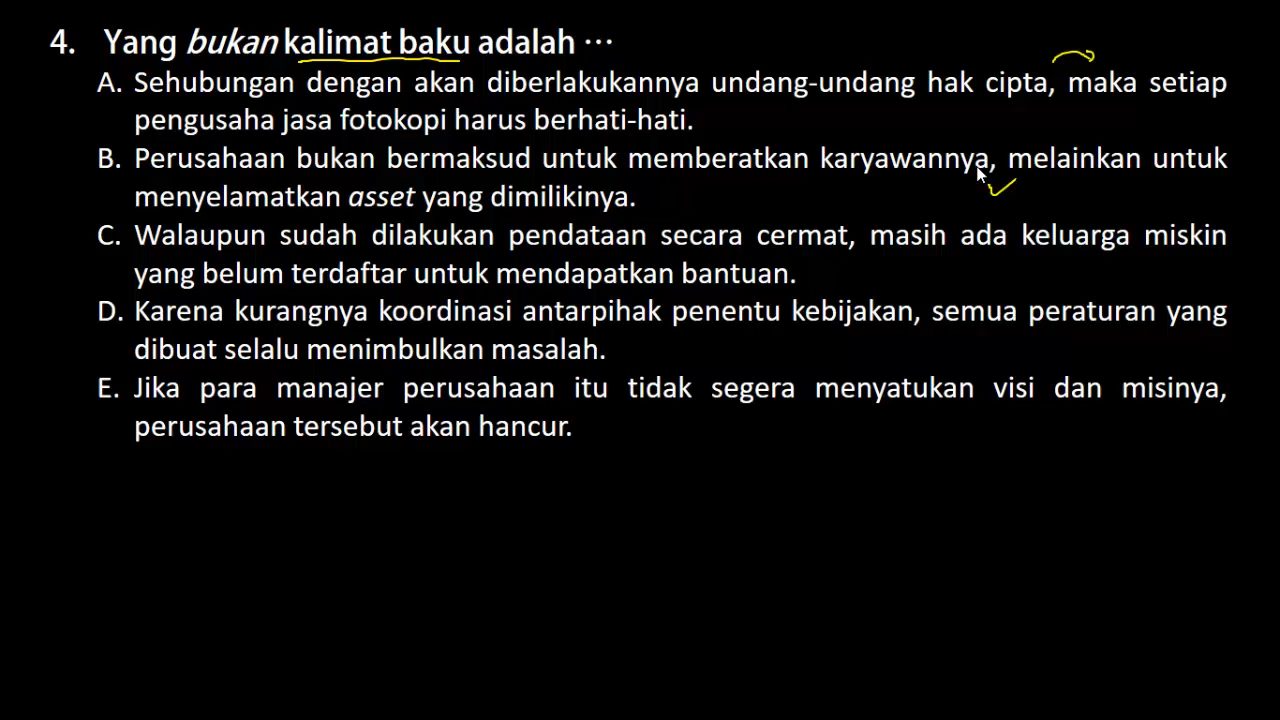 4. Yang bukan kalimat baku adalah ⋯
A. Sehubungan dengan akan diberlakukannya undang-undang hak cipta, maka setiap
pengusaha jasa fotokopi harus berhati-hati.
B. Perusahaan bukan bermaksud untuk memberatkan karyawannya, melainkan untuk
menyelamatkan asset yang dimilikinya.
C. Walaupun sudah dilakukan pendataan secara cermat, masih ada keluarga miskin
yang belum terdaftar untuk mendapatkan bantuan.
D. Karena kurangnya koordinasi antarpihak penentu kebijakan, semua peraturan yang
dibuat selalu menimbulkan masalah.
E. Jika para manajer perusahaan itu tidak segera menyatukan visi dan misinya,
perusahaan tersebut akan hancur.